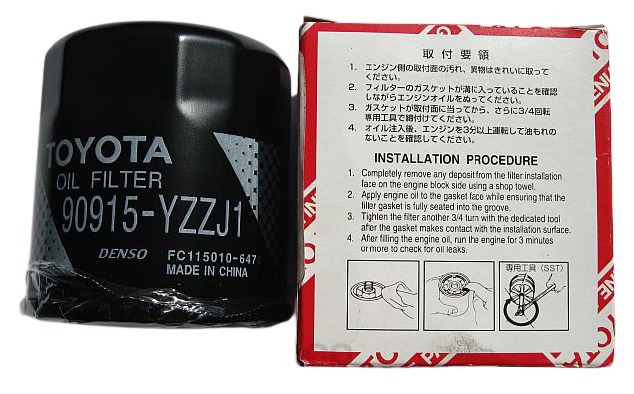 TOYOTA
OIL FILTER
90915-YZZJ1
DENSO FC115010-647
MADE IN CHINA
取付要領
1. エンジン側の取付面の汚れ、異物はきれいに取って
ください。
2. フィルターのガスケットが溝に入っていることを確認
しながらエンジンオイルをぬってください。
3. ガスケットが取付面に当ってから、さらに3/4回転
専用工具で締付けてください。
4. オイル注入後、エンジンを3分以上運転して油もれの
ないことを確認してください。
INSTALLATION PROCEDURE
1. Completely remove any deposit from the filter installation
face on the engine block side using a shop towel.
2. Apply engine oil to the gasket face while ensuring that the
filter gasket is fully seated into the groove.
3. Tighten the filter another 3/4 turn with the dedicated tool
after the gasket makes contact with the installation surface.
4. After filling the engine oil, run the engine for 3 minutes
or more to check for oil leaks.
専用工具 (SST)